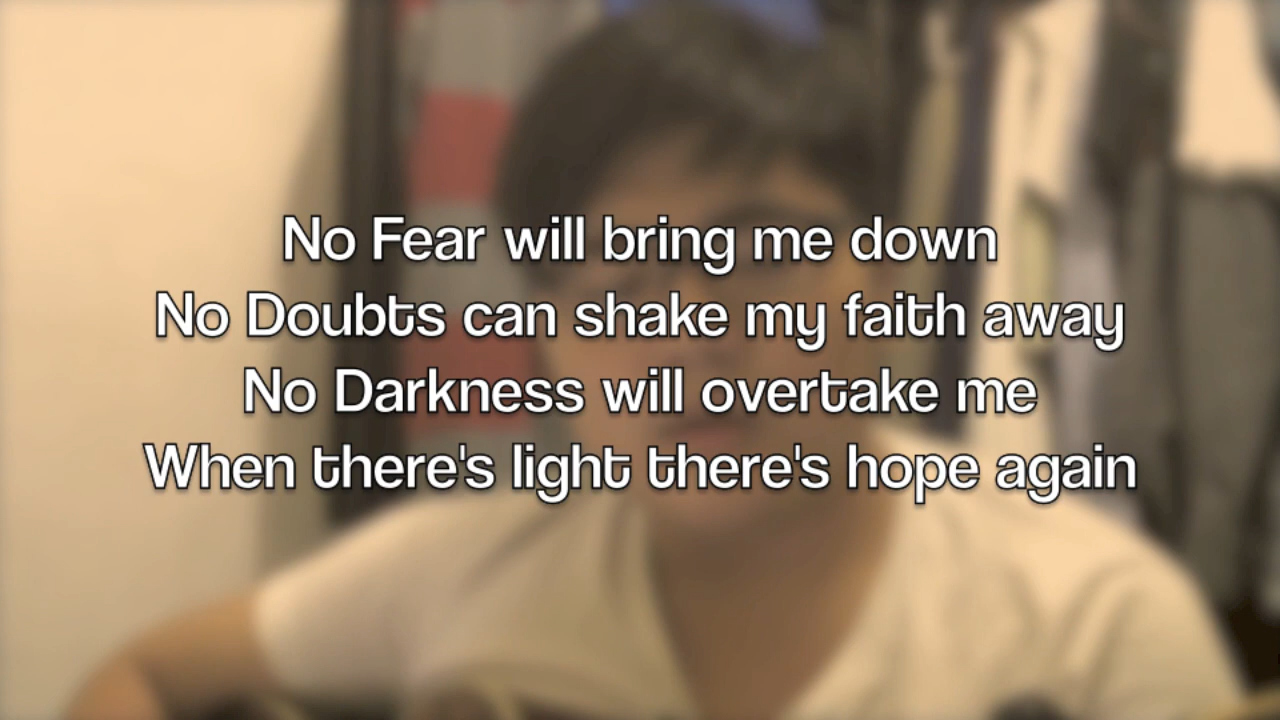 No Fear will bring me down
No Doubts can shake my faith away
No Darkness will overtake me
When there's light there's hope again